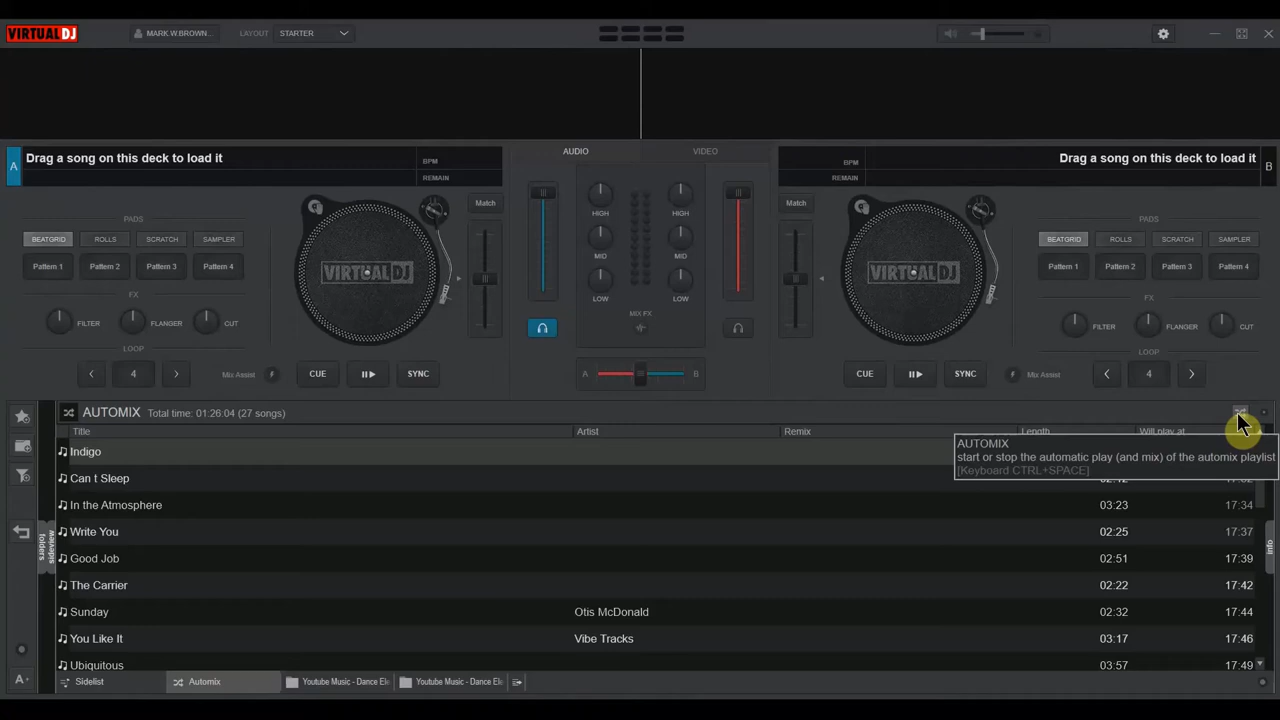 VIRTUALDJ
MARK W.BROWN...
LAYOUT
STARTER
A
Drag a song on this deck to load it
BPM
REMAIN
AUDIO
VIDEO
BPM
REMAIN
Drag a song on this deck to load it
B
PADS
BEATGRID
ROLLS
SCRATCH
SAMPLER
Pattern 1
Pattern 2
Pattern 3
Pattern 4
FX
FILTER
FLANGER
CUT
LOOP
4
Mix Assist
VIRTUALDJ
CUE
SYNC
Match
HIGH
MID
LOW
HIGH
MID
LOW
MIX FX
A
B
Match
VIRTUALDJ
CUE
SYNC
PADS
BEATGRID
ROLLS
SCRATCH
SAMPLER
Pattern 1
Pattern 2
Pattern 3
Pattern 4
FX
FILTER
FLANGER
CUT
LOOP
Mix Assist
4
AUTOMIX Total time: 01:26:04 (27 songs)
Title Artist Remix Length Will play at
AUTOMIX
start or stop the automatic play (and mix) of the automix playlist
[Keyboard CTRL+SPACE]
Indigo
Can t Sleep
In the Atmosphere 03:23 17:34
Write You 02:25 17:37
Good Job 02:51 17:39
The Carrier 02:22 17:42
Sunday Otis McDonald 02:32 17:44
You Like It Vibe Tracks 03:17 17:46
Ubiquitous 03:57 17:49
folders
sideview
info
A
Sidelist
Automix
Youtube Music - Dance Ele
Youtube Music - Dance Ele